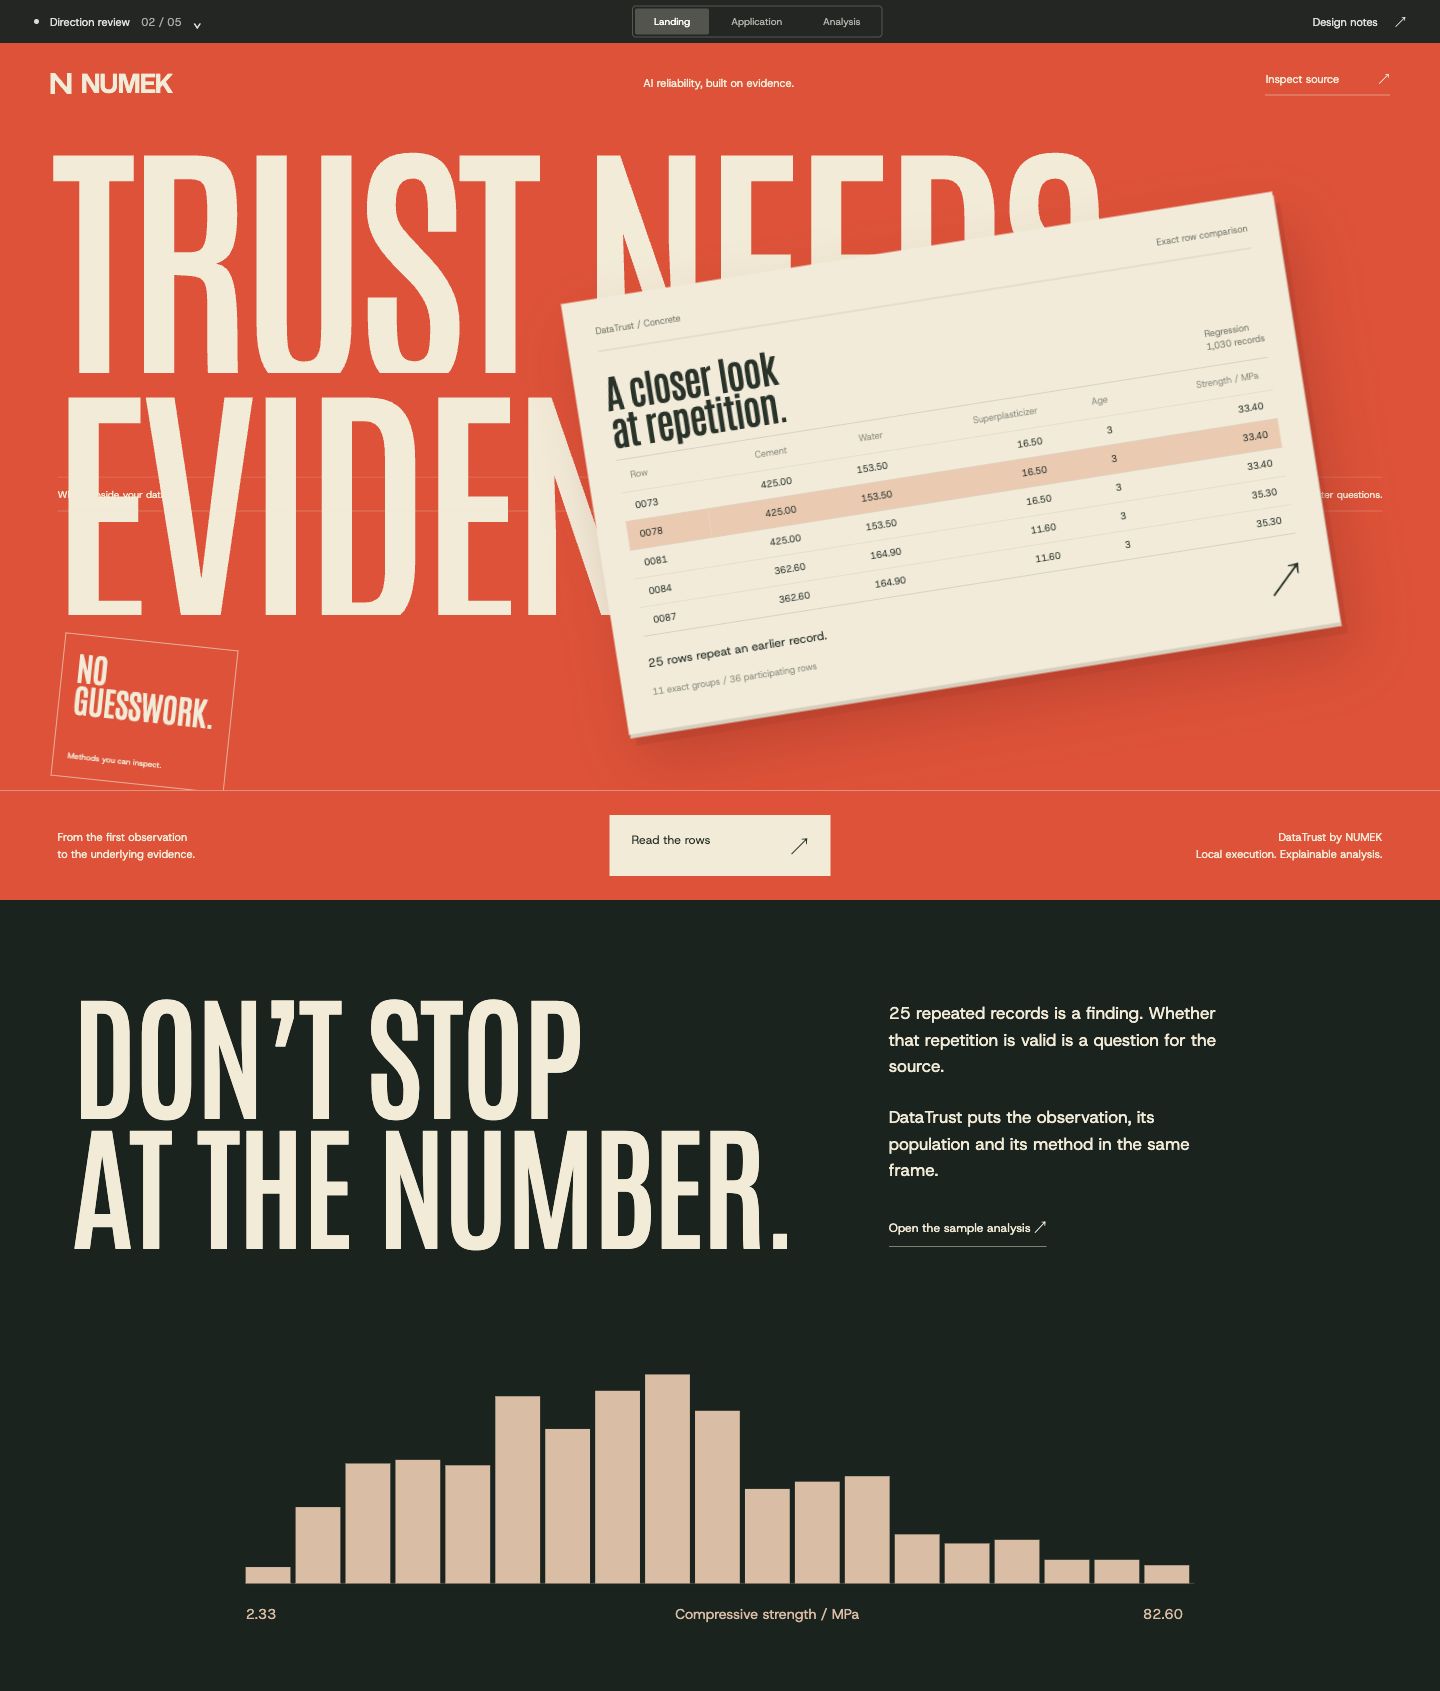 Direction review 02 / 05
Landing Application Analysis
Design notes
N NUMEK
AI reliability, built on evidence.
Inspect source
TRUST NEEDS
EVIDEN
your
ter questions.
DataTrust / Concrete
Exact row comparison
A closer look
at repetition.
Regression
1,030 records
Row Cement Water Superplasticizer Age Strength / MPa
0073 425.00 153.50 16.50 3 33.40
0078 425.00 153.50 16.50 3 33.40
0081 425.00 153.50 16.50 3 33.40
0084 362.60 164.90 11.60 3 35.30
0087 362.60 164.90 11.60 3 35.30
25 rows repeat an earlier record.
11 exact groups / 36 participating rows
NO
GUESSWORK.
Methods you can inspect.
From the first observation
to the underlying evidence.
Read the rows
DataTrust by NUMEK
Local execution. Explainable analysis.
DON’T STOP
AT THE NUMBER.
25 repeated records is a finding. Whether
that repetition is valid is a question for the
source.
DataTrust puts the observation, its
population and its method in the same
frame.
Open the sample analysis
2.33 Compressive strength / MPa 82.60